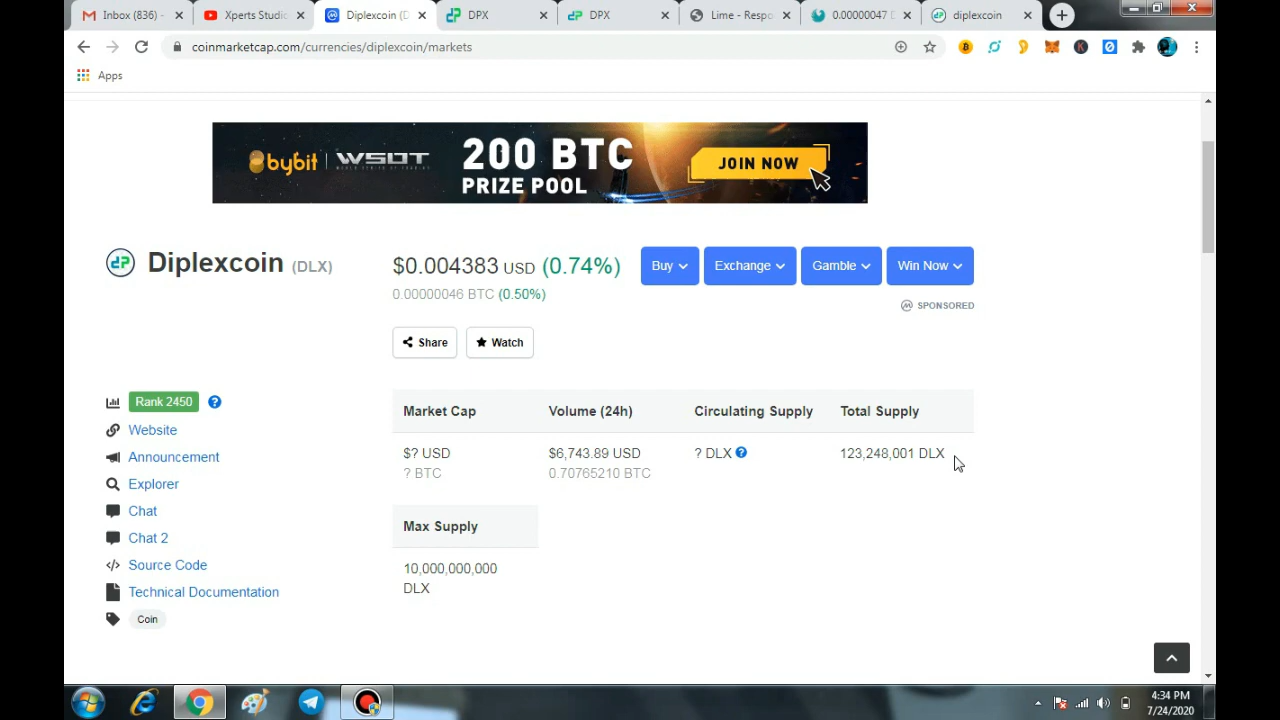 Inbox (836) -
Xperts Studio
Diplexcoin (D
DPX
DPX
Lime - Respo
0.00000047 D
diplexcoin
coinmarketcap.com/currencies/diplexcoin/markets
Apps
bybit | WSOT
200 BTC
PRIZE POOL
JOIN NOW
Diplexcoin (DLX)
$0.004383 USD (0.74%)
0.00000046 BTC (0.50%)
Buy
Exchange
Gamble
Win Now
SPONSORED
Share
Watch
Rank 2450
Website
Announcement
Explorer
Chat
Chat 2
Source Code
Technical Documentation
Coin
Market Cap
Volume (24h)
Circulating Supply
Total Supply
$? USD
$6,743.89 USD
? DLX
123,248,001 DLX
? BTC
0.70765210 BTC
Max Supply
10,000,000,000
DLX
4:34 PM
7/24/2020